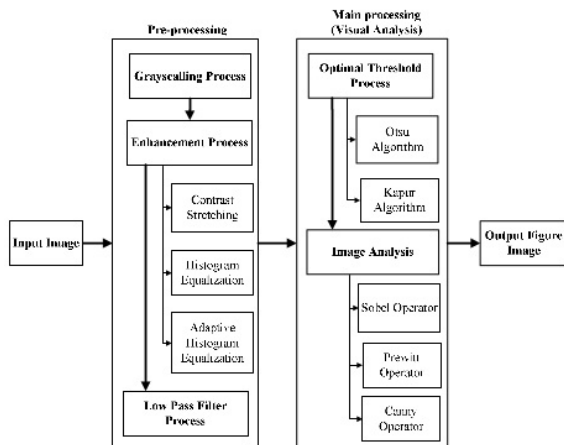 Pre-processing
Main processing
(Visual Analysis)
Grayscalling Process
Enhancement Process
Contrast
Stretching
Histogram
Equalization
Adaptive
Histogram
Equalization
Low Pass Filter
Process
Optimal Threshold
Process
Otsu
Algorithm
Kapur
Algorithm
Image Analysis
Sobel Operator
Prewitt
Operator
Canny
Operator
Input Image
Output Figure
Image